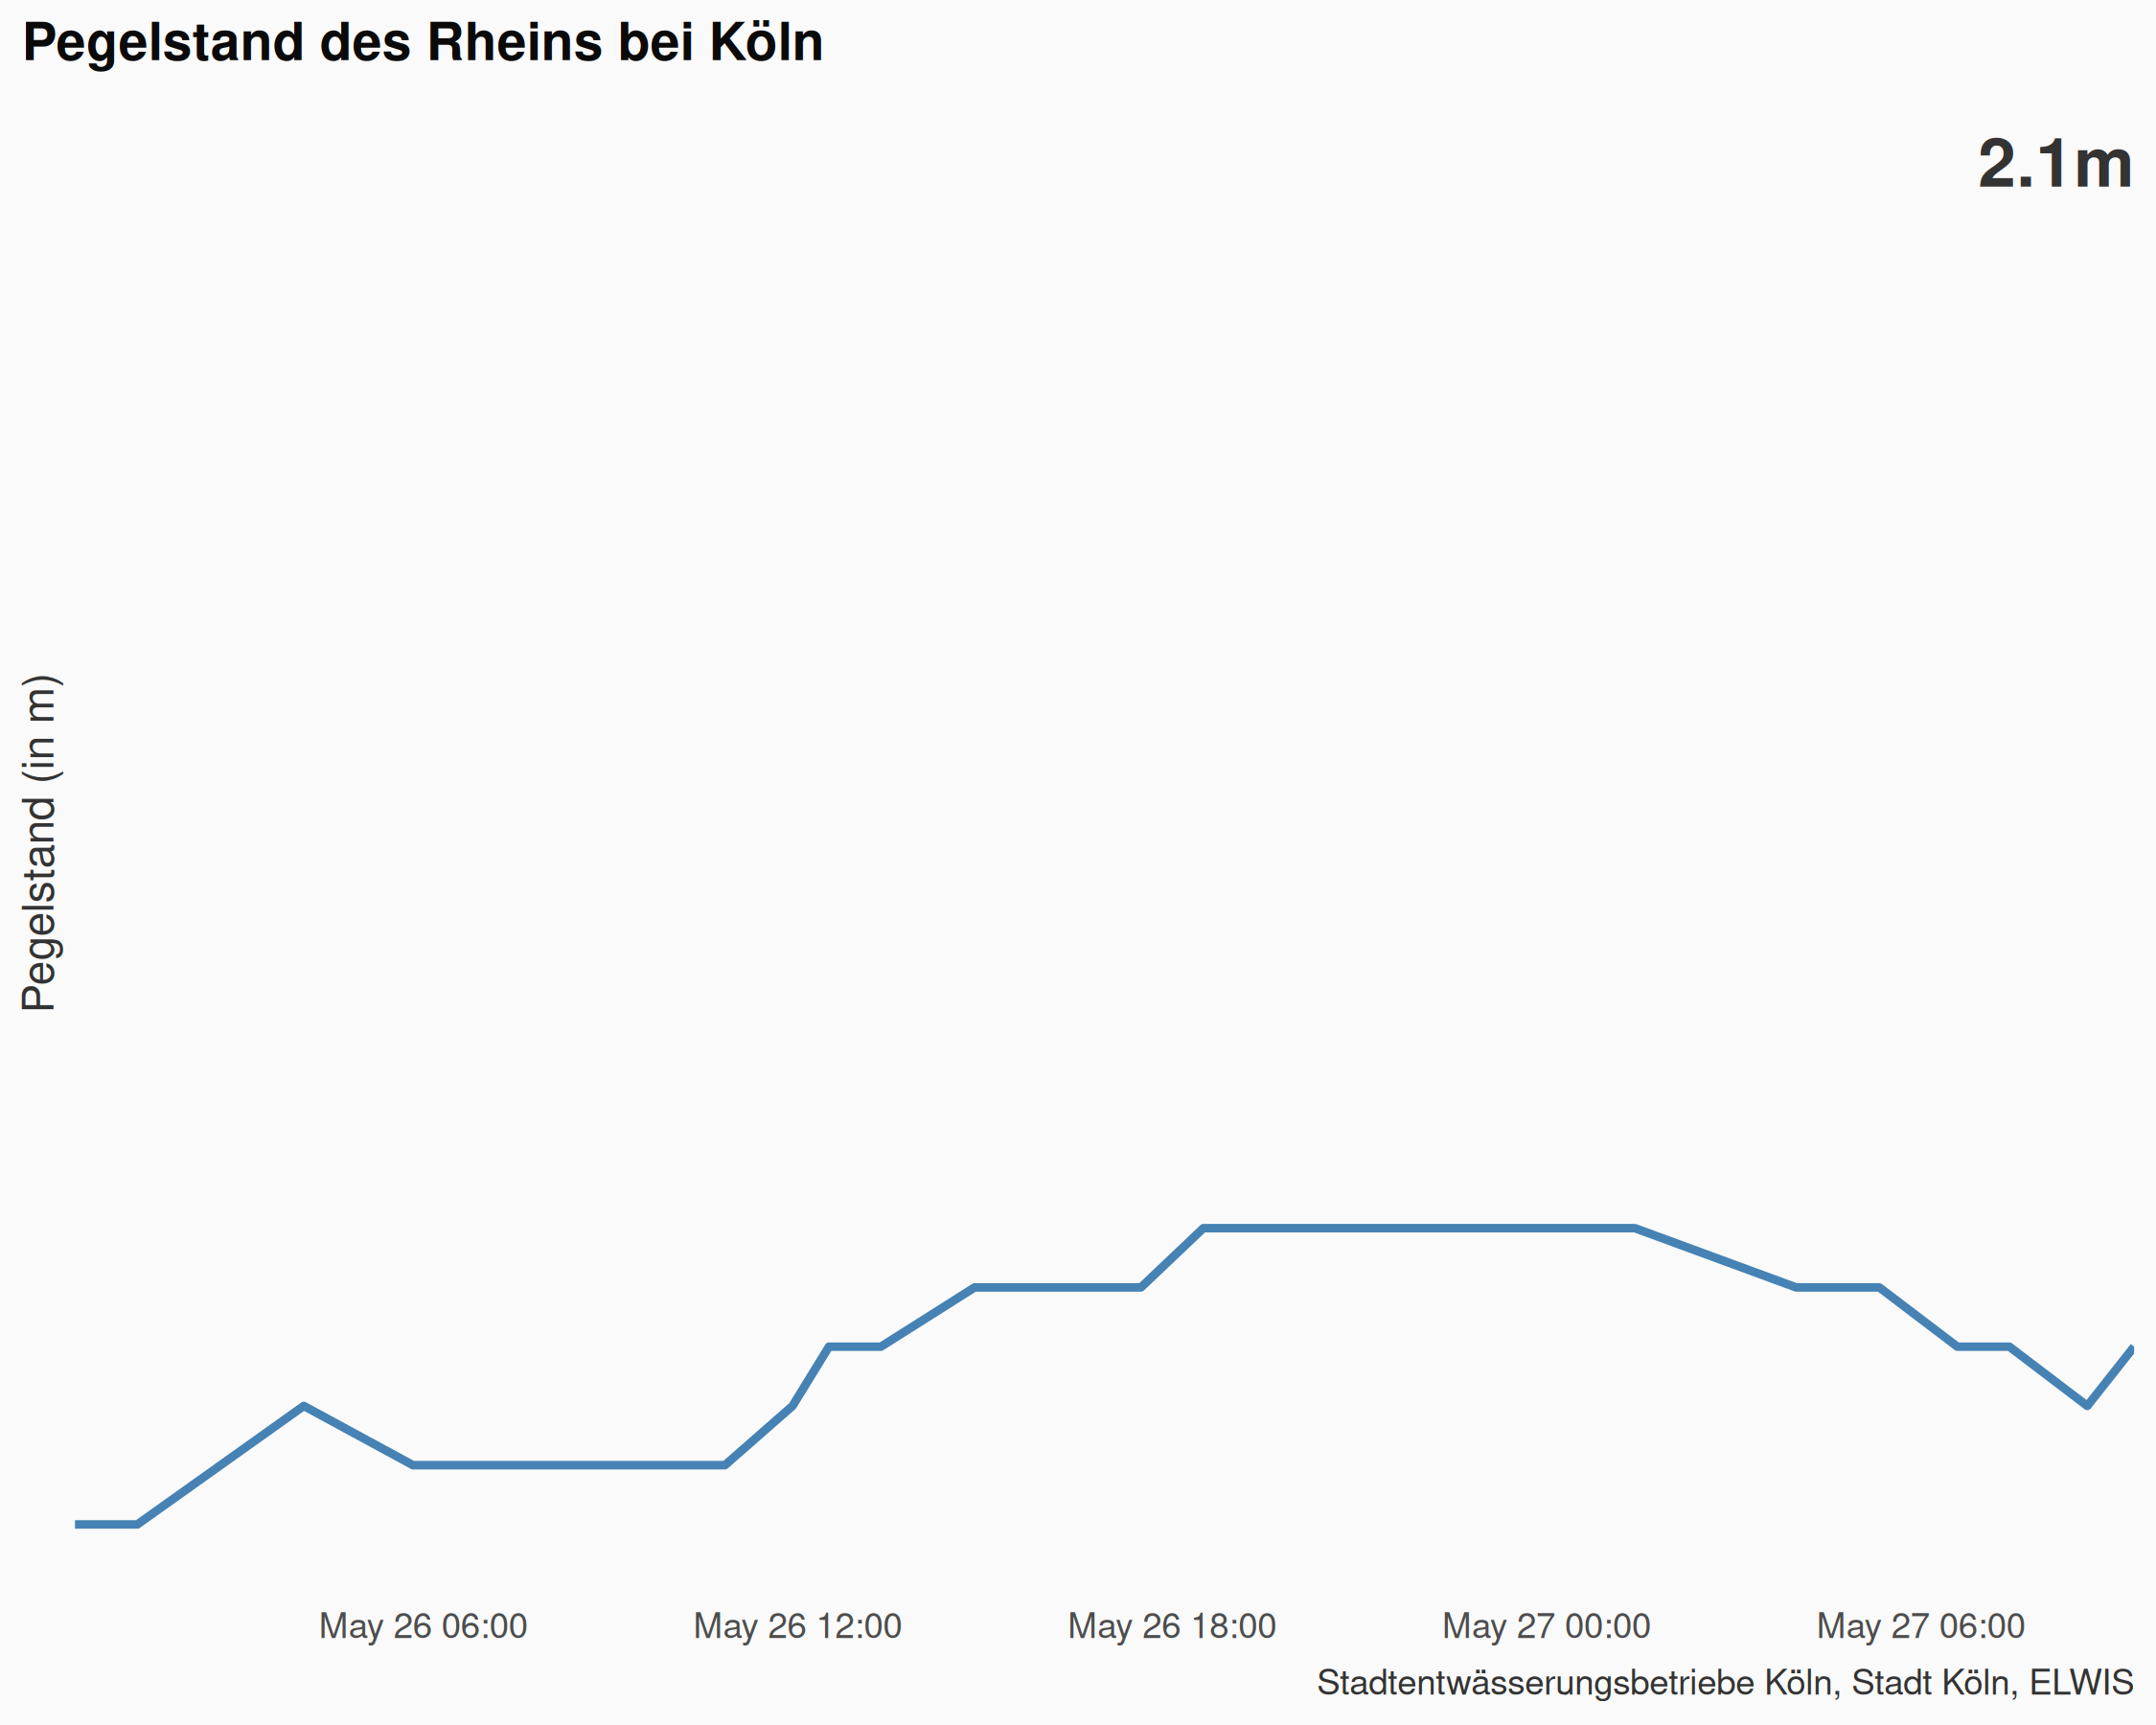 Pegelstand des Rheins bei Köln
2.1m
Pegelstand (in m)
May 26 06:00 May 26 12:00 May 26 18:00 May 27 00:00 May 27 06:00
Stadtentwässerungsbetriebe Köln, Stadt Köln, ELWIS